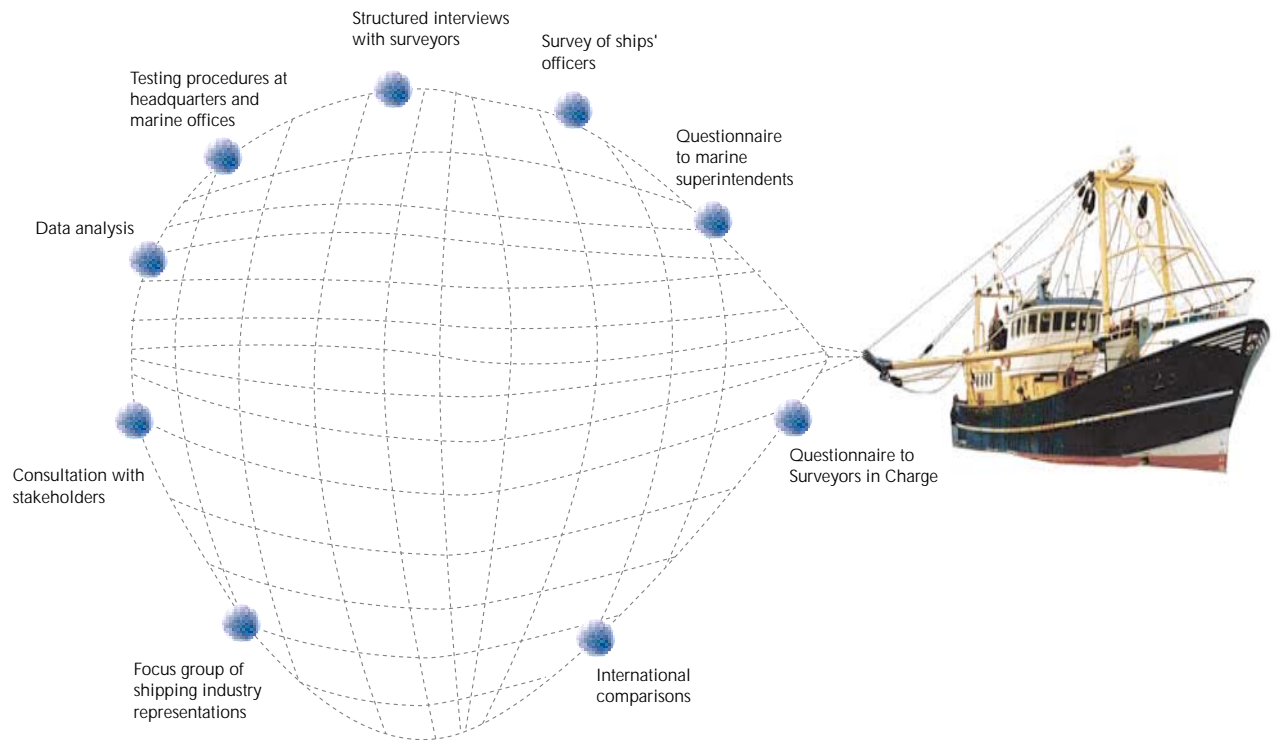 Structured interviews
with surveyors
Survey of ships'
officers
Testing procedures at
headquarters and
marine offices
Questionnaire
to marine
superintendents
Data analysis
Questionnaire to
Surveyors in Charge
Consultation with
stakeholders
Focus group of
shipping industry
representations
International
comparisons